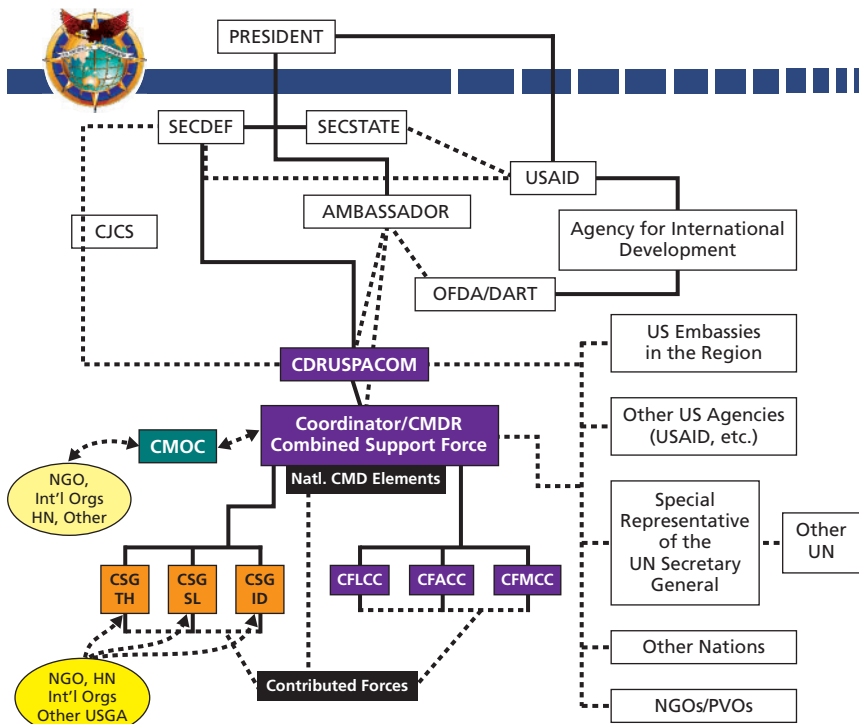 PRESIDENT
SECDEF
SECSTATE
USAID
CJCS
AMBASSADOR
Agency for International
Development
OFDA/DART
US Embassies
in the Region
CDRUSPACOM
Coordinator/CMDR
Combined Support Force
Other US Agencies
(USAID, etc.)
CMOC
Natl. CMD Elements
NGO,
Int'l Orgs
HN, Other
Special
Representative
of the
UN Secretary
General
Other
UN
CSG
TH
CSG
SL
CSG
ID
CFLCC
CFACC
CFMCC
Other Nations
NGO, HN
Int'l Orgs
Other USGA
Contributed Forces
NGOs/PVOs